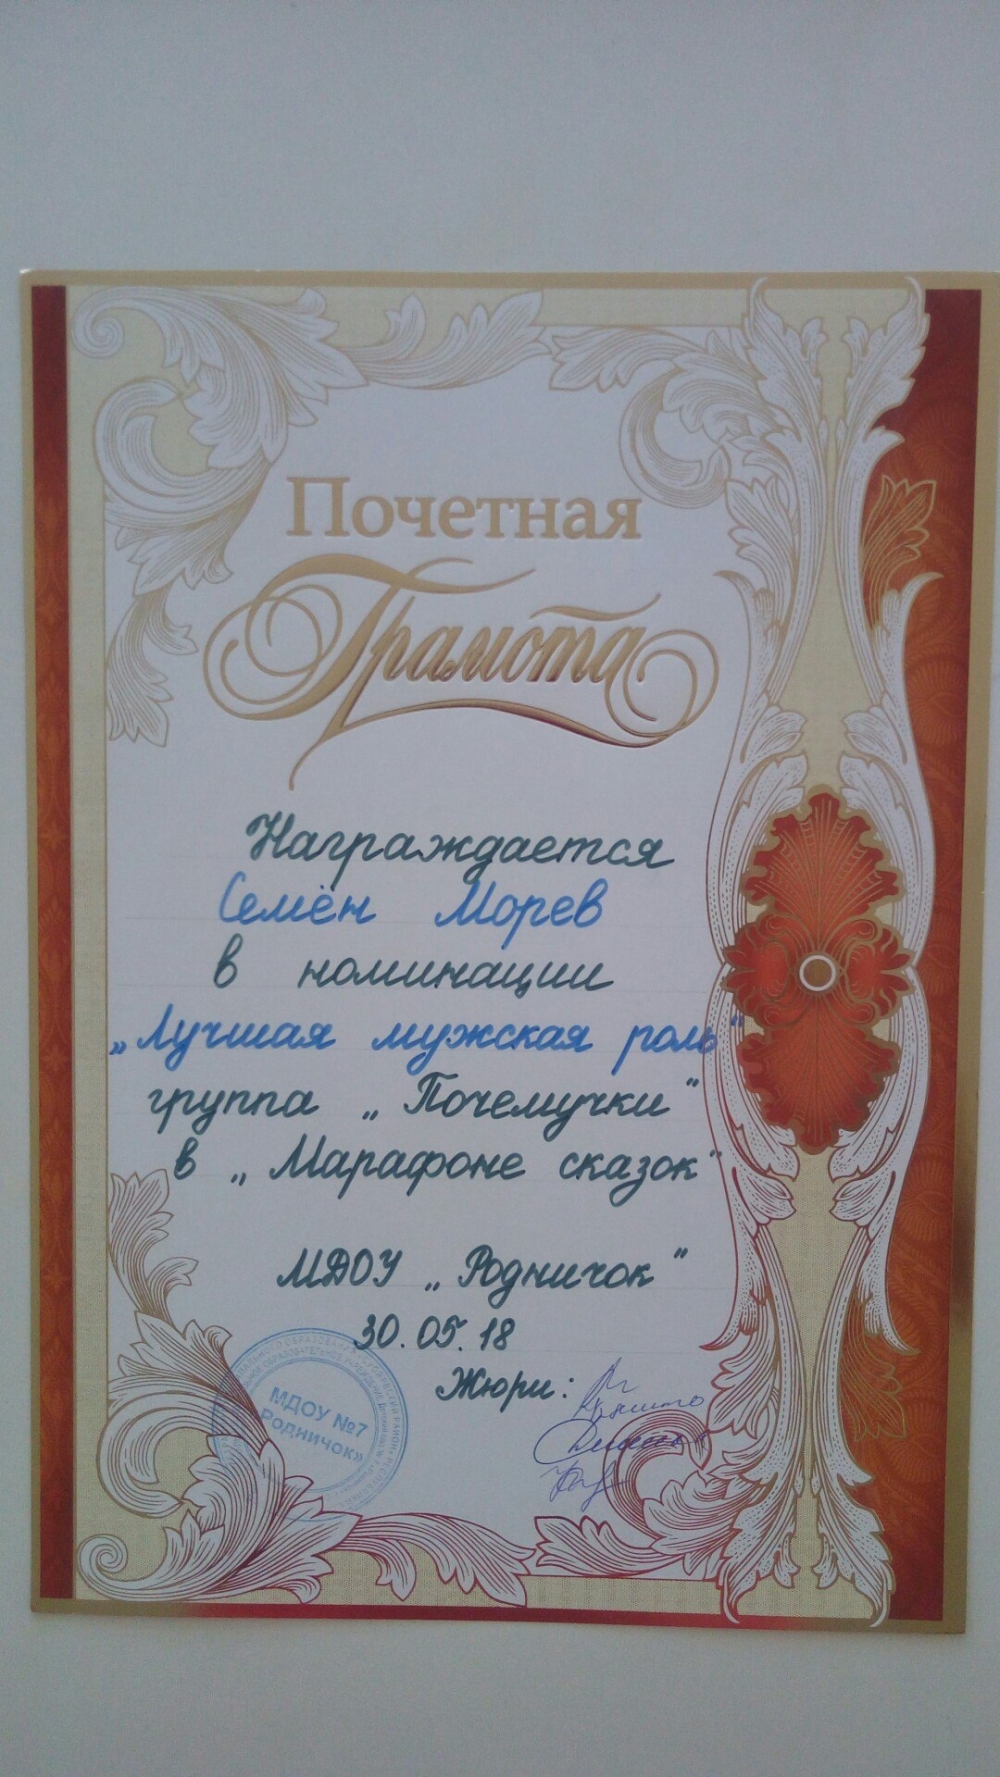 Почетная
Грамота
Награждается
Семён Морев
в номинации
„Лучшая мужская роль"
группа „Почемучки"
в „Марафоне сказок"
МДОУ „Родничок"
30.05.18
Жюри:
МДОУ №7
Родничок»